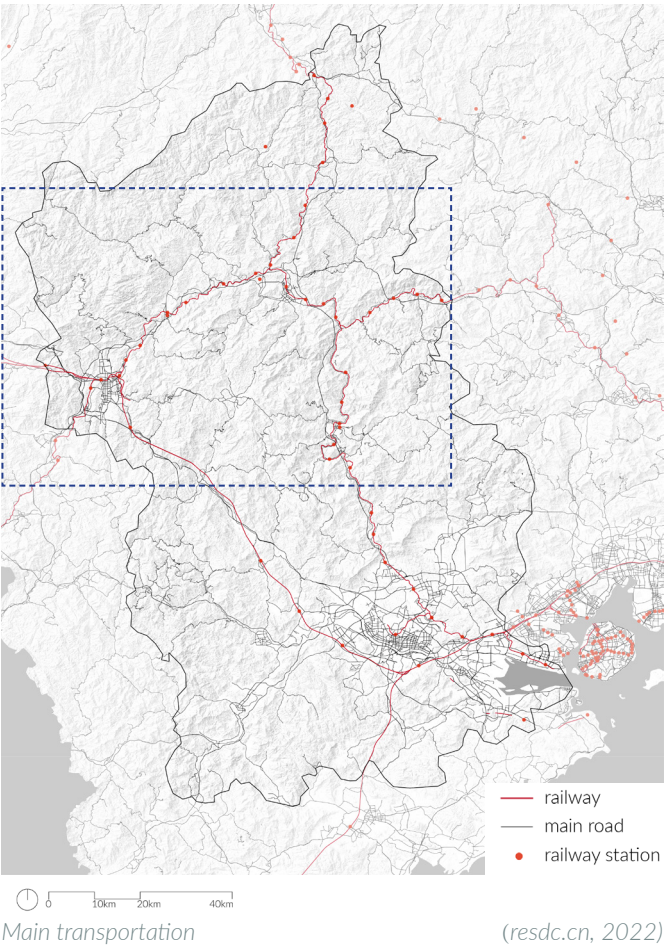 railway
main road
railway station
0 10km 20km 40km
Main transportation
(resdc.cn, 2022)